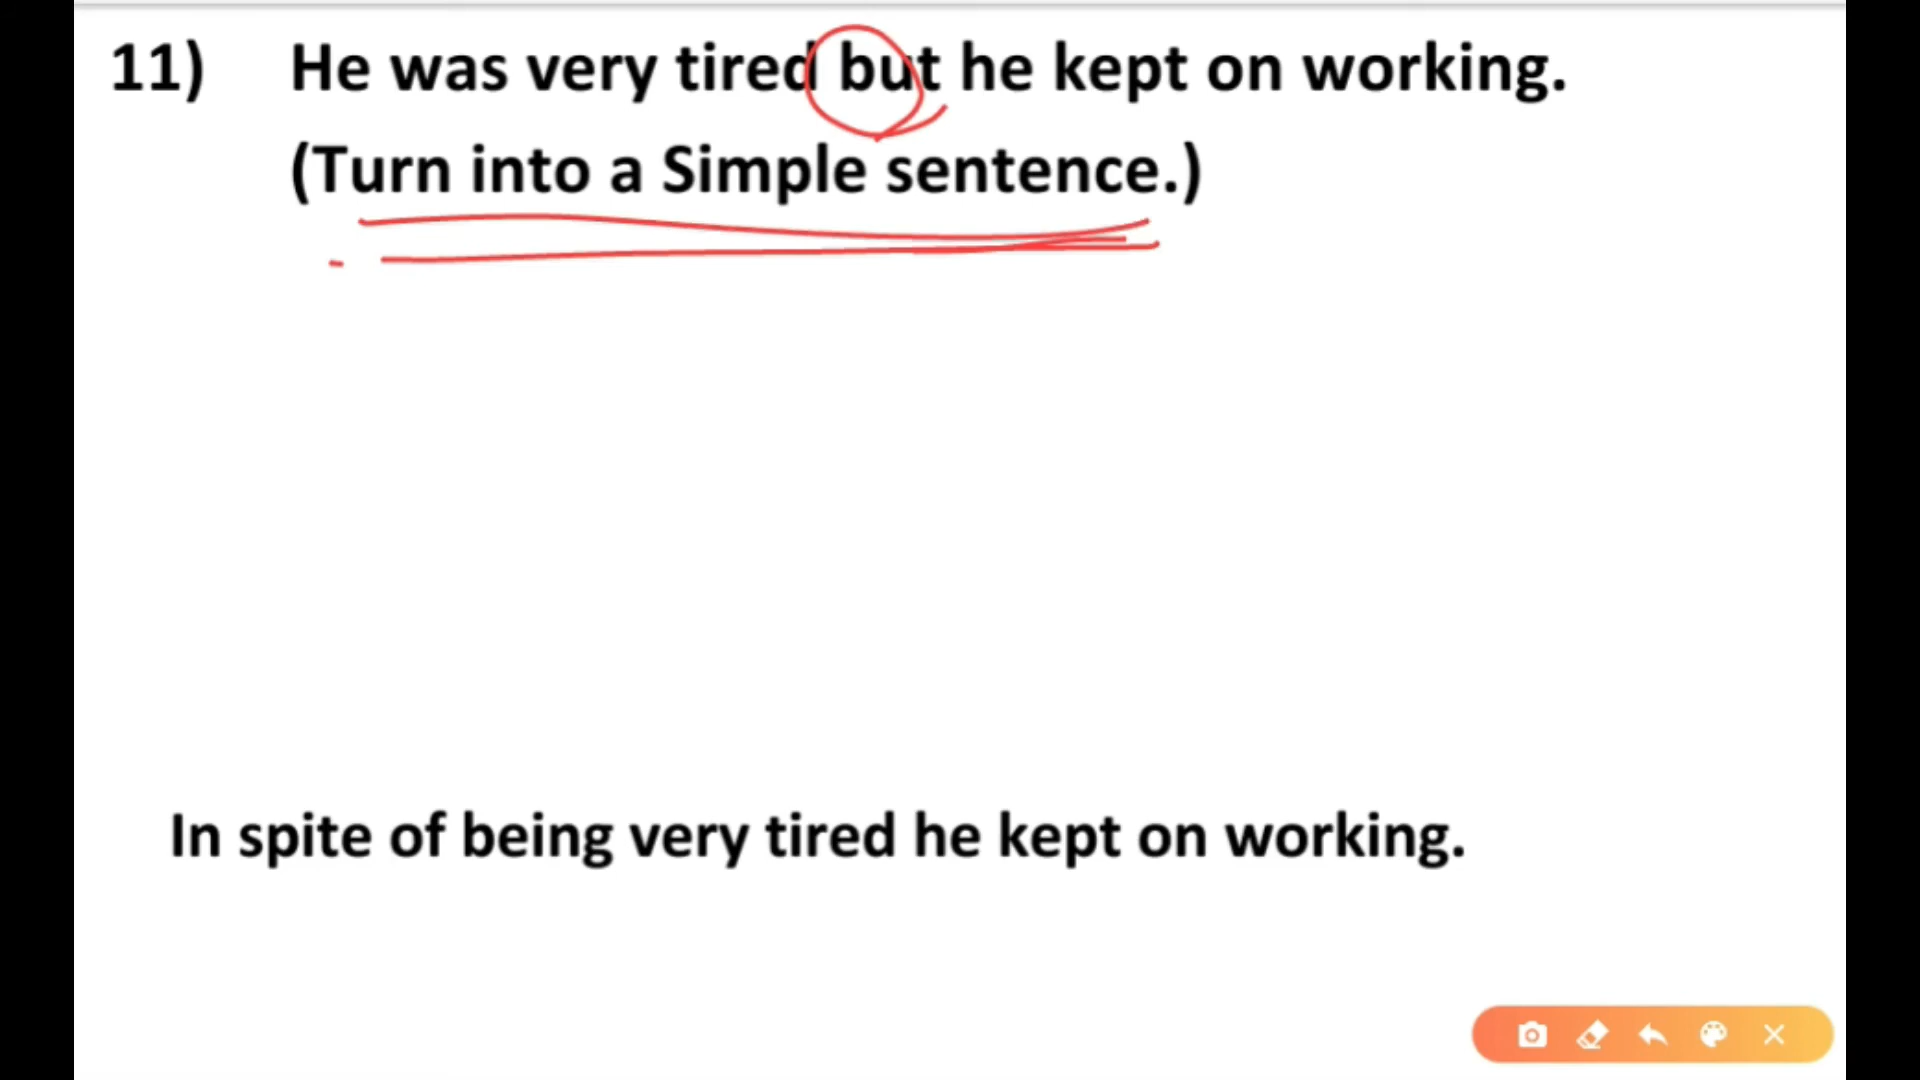 11) He was very tired but he kept on working.
(Turn into a Simple sentence.)
In spite of being very tired he kept on working.